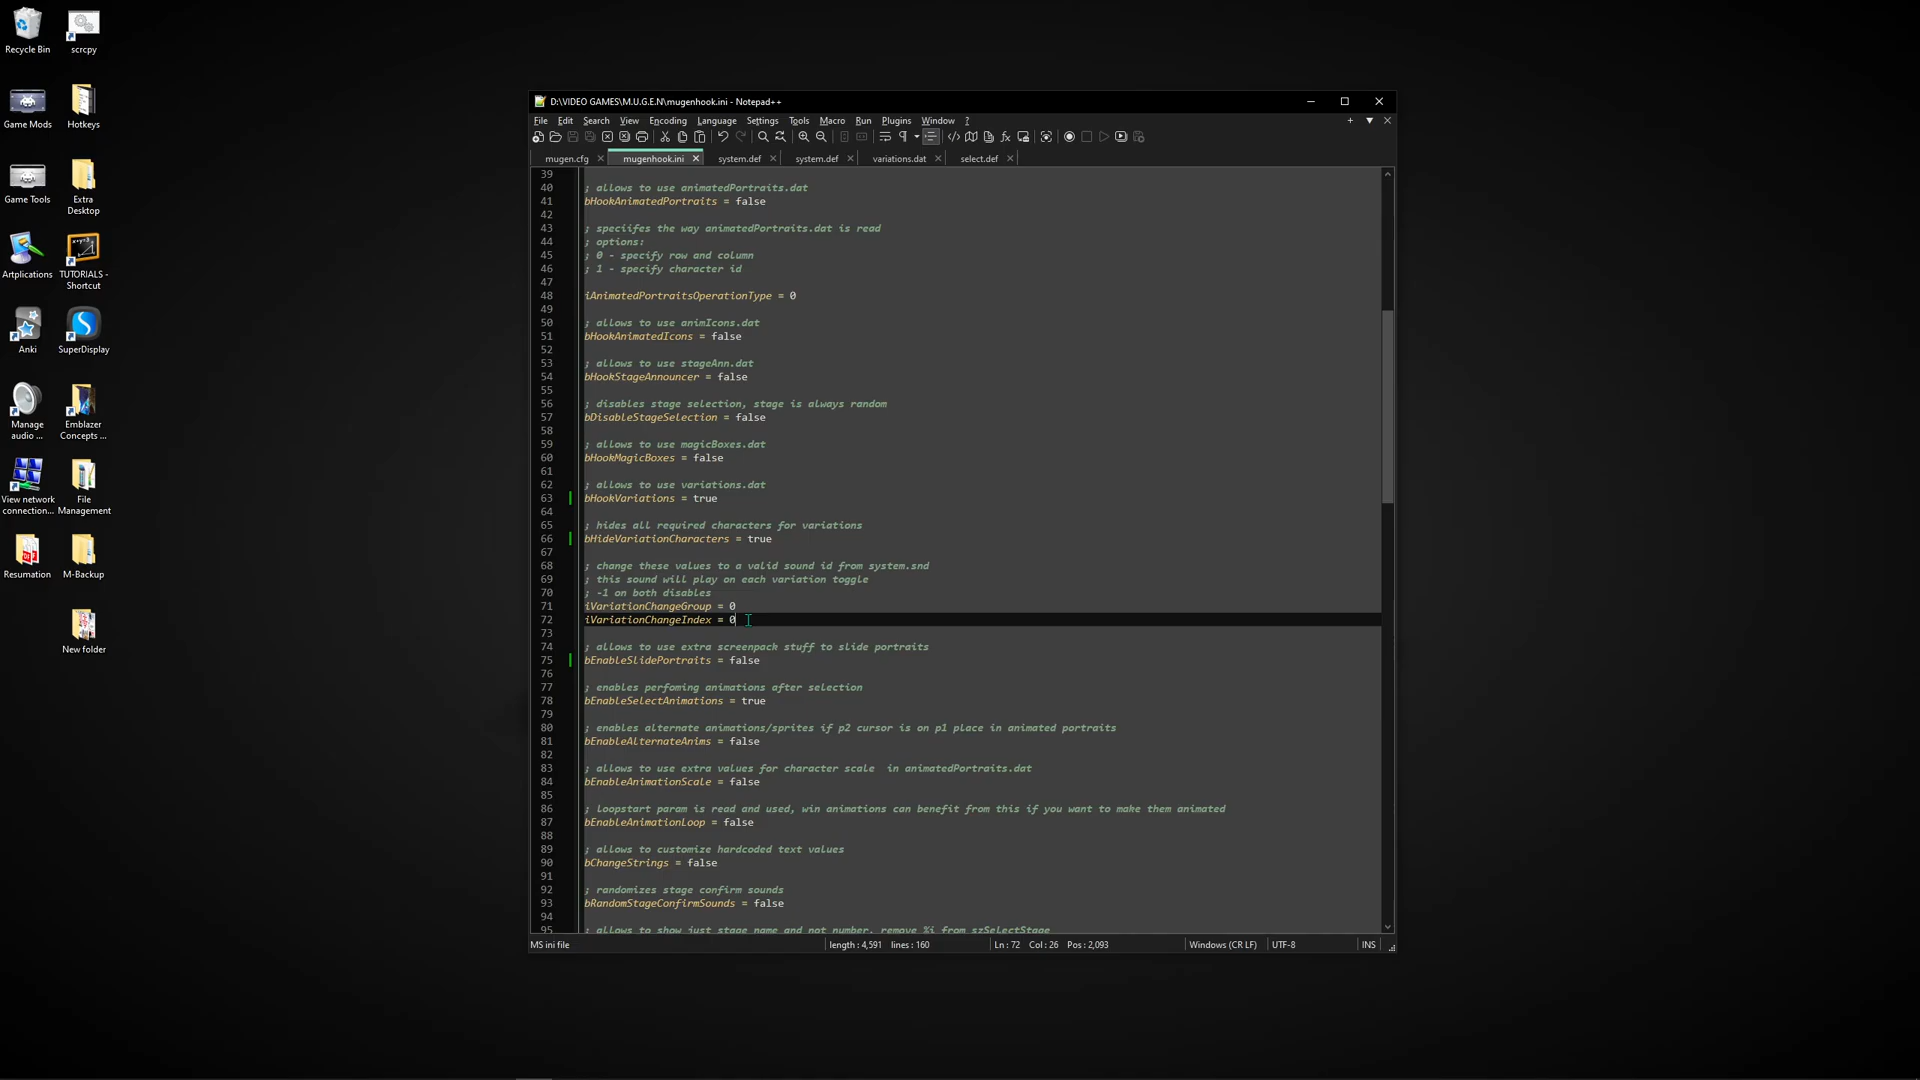 Recycle Bin
scrcpy
Game Mods
Hotkeys
Game Tools
Extra
Desktop
Artplications
TUTORIALS -
Shortcut
Anki
SuperDisplay
Manage
audio ...
Emblazer
Concepts ...
View network
connection...
File
Management
Resumation
M-Backup
New folder
D:\VIDEO GAMES\M.U.G.E.N\mugenhook.ini - Notepad++
File Edit Search View Encoding Language Settings Tools Macro Run Plugins Window ?
mugen.cfg mugenhook.ini system.def system.def variations.dat select.def
39
40 ; allows to use animatedPortraits.dat
41 bHookAnimatedPortraits = false
42
43 ; speciifes the way animatedPortraits.dat is read
44 ; options:
45 ; 0 - specify row and column
46 ; 1 - specify character id
47
48 iAnimatedPortraitsOperationType = 0
49
50 ; allows to use animIcons.dat
51 bHookAnimatedIcons = false
52
53 ; allows to use stageAnn.dat
54 bHookStageAnnouncer = false
55
56 ; disables stage selection, stage is always random
57 bDisableStageSelection = false
58
59 ; allows to use magicBoxes.dat
60 bHookMagicBoxes = false
61
62 ; allows to use variations.dat
63 bHookVariations = true
64
65 ; hides all required characters for variations
66 bHideVariationCharacters = true
67
68 ; change these values to a valid sound id from system.snd
69 ; this sound will play on each variation toggle
70 ; -1 on both disables
71 iVariationChangeGroup = 0
72 iVariationChangeIndex = 0
73
74 ; allows to use extra screenpack stuff to slide portraits
75 bEnableSlidePortraits = false
76
77 ; enables perfoming animations after selection
78 bEnableSelectAnimations = true
79
80 ; enables alternate animations/sprites if p2 cursor is on p1 place in animated portraits
81 bEnableAlternateAnims = false
82
83 ; allows to use extra values for character scale  in animatedPortraits.dat
84 bEnableAnimationScale = false
85
86 ; loopstart param is read and used, win animations can benefit from this if you want to make them animated
87 bEnableAnimationLoop = false
88
89 ; allows to customize hardcoded text values
90 bChangeStrings = false
91
92 ; randomizes stage confirm sounds
93 bRandomStageConfirmSounds = false
94
95 ; allows to show just stage name and not number, remove %i from szSelectStage
MS ini file length : 4,591 lines : 160 Ln : 72 Col : 26 Pos : 2,093 Windows (CR LF) UTF-8 INS